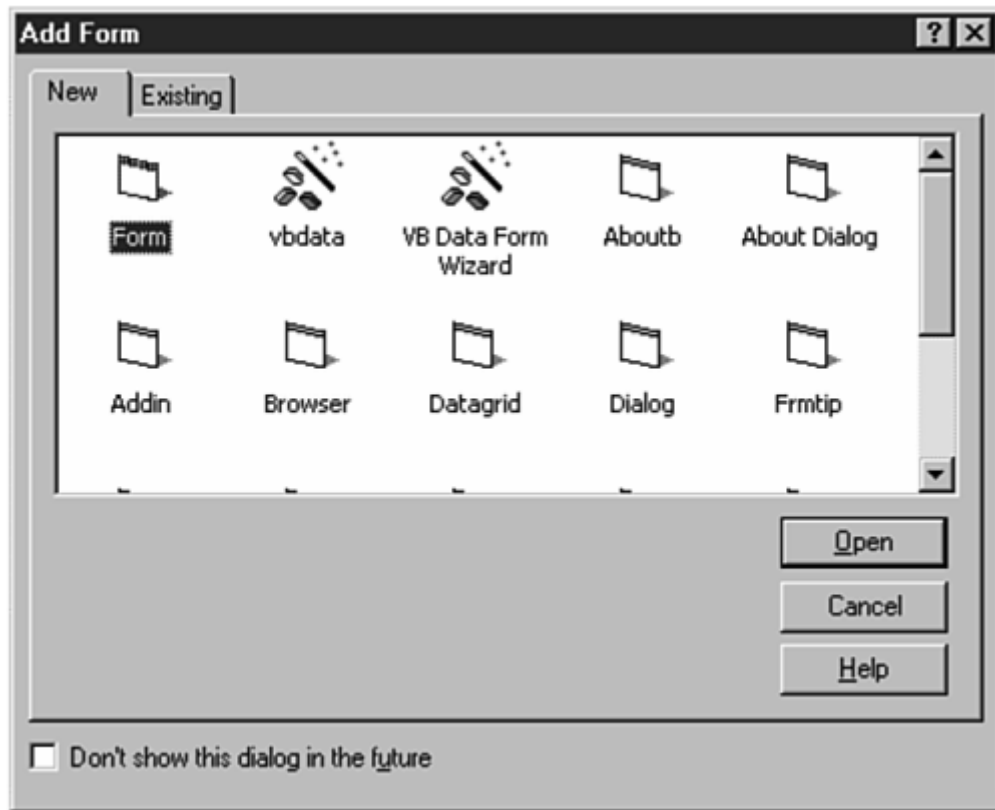 Add Form
New
Existing
Form
vbdata
VB Data Form
Wizard
Aboutb
About Dialog
Addin
Browser
Datagrid
Dialog
Frmtip
Open
Cancel
Help
Don't show this dialog in the future